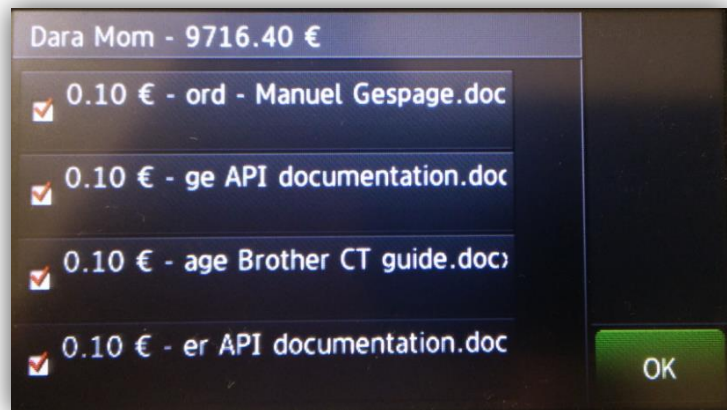 Dara Mom - 9716.40 €
0.10 € - ord - Manuel Gespage.doc
0.10 € - ge API documentation.doc
0.10 € - age Brother CT guide.docx
0.10 € - er API documentation.doc
OK